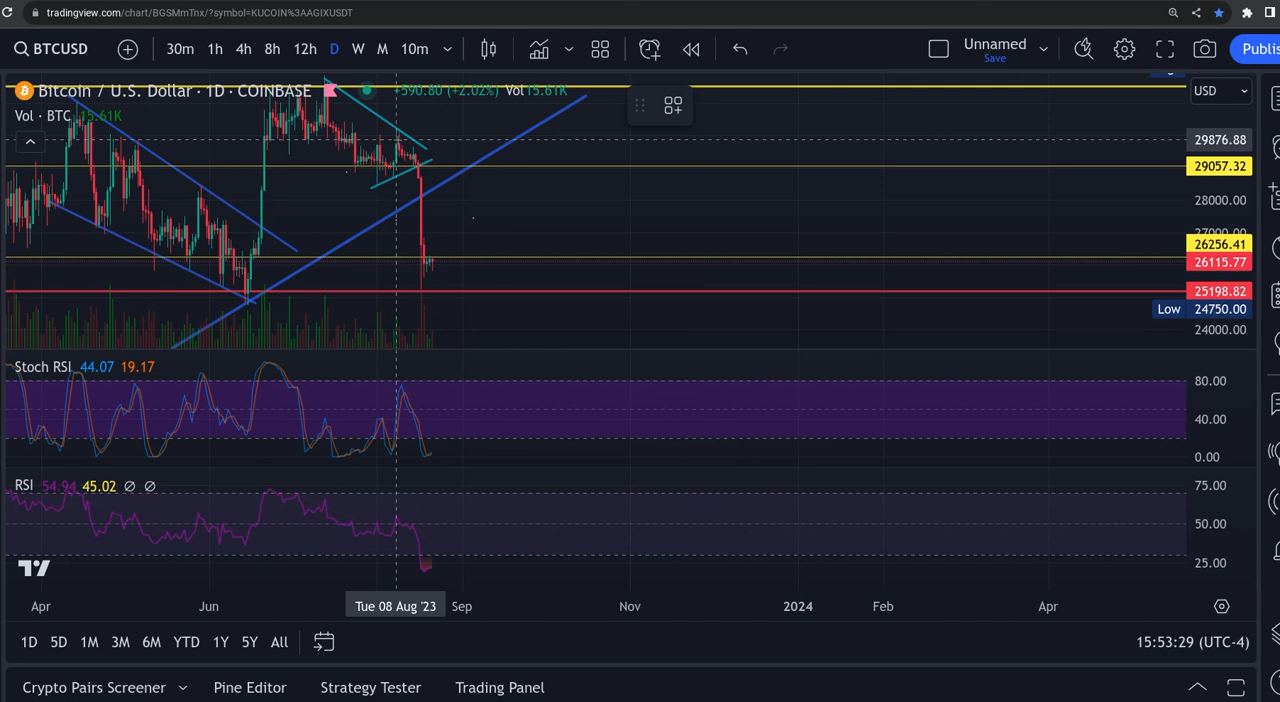 tradingview.com/chart/BGSMmTnx/?symbol=KUCOIN%3AAGIXUSDT
BTCUSD 30m 1h 4h 8h 12h D W M 10m Unnamed Save Publis
Bitcoin / U.S. Dollar · 1D · COINBASE +590.80 (+2.02%) Vol 15.61K USD
Vol · BTC 15.61K
29876.88
29057.32
28000.00
27000.00
26256.41
26115.77
25198.82
Low 24750.00
24000.00
Stoch RSI 44.07 19.17
80.00
40.00
0.00
RSI 54.94 45.02 ∅ ∅
75.00
50.00
25.00
Apr Jun Tue 08 Aug '23 Sep Nov 2024 Feb Apr
1D 5D 1M 3M 6M YTD 1Y 5Y All 15:53:29 (UTC-4)
Crypto Pairs Screener Pine Editor Strategy Tester Trading Panel